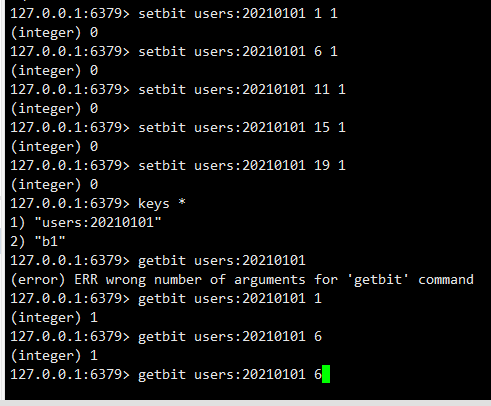 127.0.0.1:6379> setbit users:20210101 1 1
(integer) 0
127.0.0.1:6379> setbit users:20210101 6 1
(integer) 0
127.0.0.1:6379> setbit users:20210101 11 1
(integer) 0
127.0.0.1:6379> setbit users:20210101 15 1
(integer) 0
127.0.0.1:6379> setbit users:20210101 19 1
(integer) 0
127.0.0.1:6379> keys *
1) "users:20210101"
2) "b1"
127.0.0.1:6379> getbit users:20210101
(error) ERR wrong number of arguments for 'getbit' command
127.0.0.1:6379> getbit users:20210101 1
(integer) 1
127.0.0.1:6379> getbit users:20210101 6
(integer) 1
127.0.0.1:6379> getbit users:20210101 6